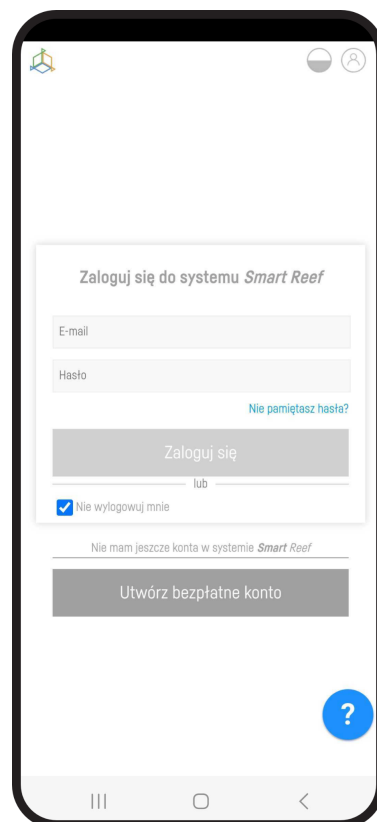 Zaloguj się do systemu Smart Reef
E-mail
Hasło
Nie pamiętasz hasła?
Zaloguj się
lub
Nie wylogowuj mnie
Nie mam jeszcze konta w systemie Smart Reef
Utwórz bezpłatne konto
?